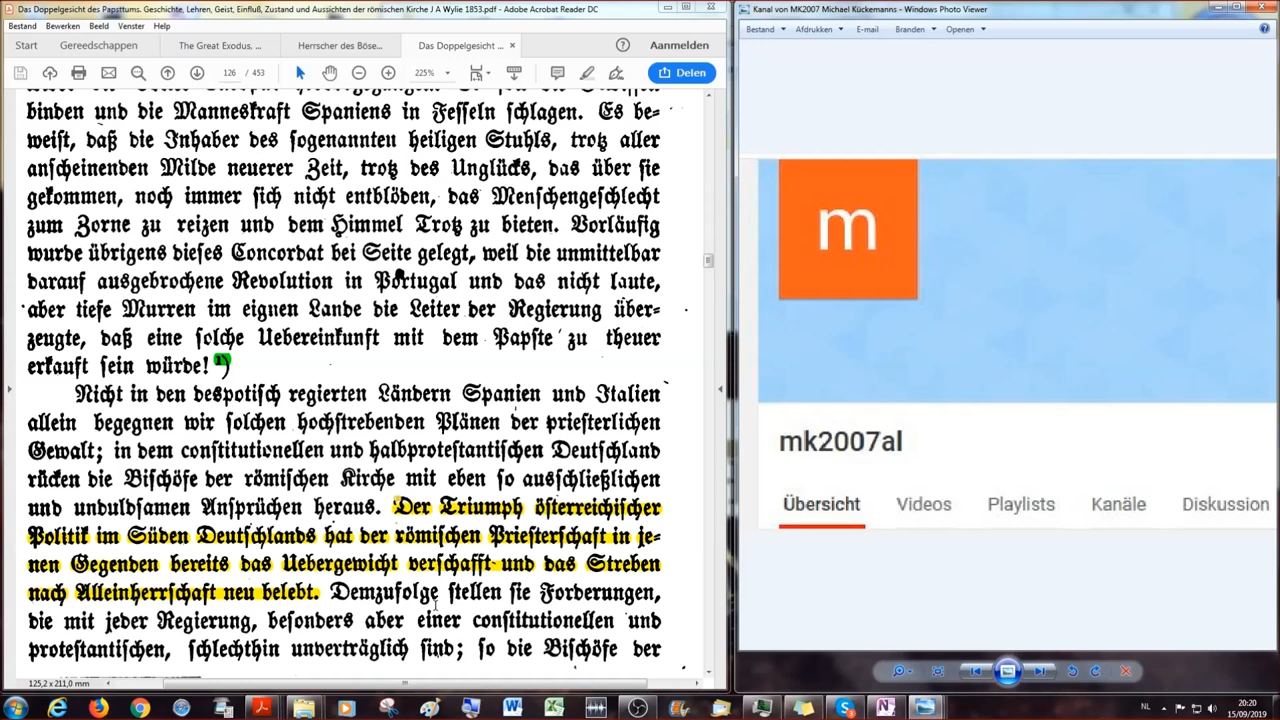 Das Doppelgesicht des Papsttums. Geschichte, Lehren, Geist, Einfluß, Zustand und Aussichten der römischen Kirche J A Wylie 1853.pdf - Adobe Acrobat Reader DC
Bestand Bewerken Beeld Venster Help
Start Gereedschappen The Great Exodus, ... Herrscher des Böse... Das Doppelgesicht ... × Anmelden
126 / 453 225% Delen
binden und die Manneskraft Spaniens in Fesseln schlagen. Es be=
weist, daß die Inhaber des sogenannten heiligen Stuhls, trotz aller
anscheinenden Milde neuerer Zeit, trotz des Unglücks, das über sie
gekommen, noch immer sich nicht entblöden, das Menschengeschlecht
zum Zorne zu reizen und dem Himmel Trotz zu bieten. Vorläufig
wurde übrigens dieses Concordat bei Seite gelegt, weil die unmittelbar
darauf ausgebrochene Revolution in Portugal und das nicht laute,
aber tiefe Murren im eignen Lande die Leiter der Regierung über=
zeugte, daß eine solche Uebereinkunft mit dem Papste zu theuer
erkauft sein würde!
Nicht in den despotisch regierten Ländern Spanien und Italien
allein begegnen wir solchen hochstrebenden Plänen der priesterlichen
Gewalt; in dem constitutionellen und halbprotestantischen Deutschland
rücken die Bischöfe der römischen Kirche mit eben so ausschließlichen
und unduldsamen Ansprüchen heraus. Der Triumph österreichischer
Politik im Süden Deutschlands hat der römischen Priesterschaft in je=
nen Gegenden bereits das Uebergewicht verschafft und das Streben
nach Alleinherrschaft neu belebt. Demzufolge stellen sie Forderungen,
die mit jeder Regierung, besonders aber einer constitutionellen und
protestantischen, schlechthin unverträglich sind; so die Bischöfe der
125,2 x 211,0 mm
Kanal von MK2007 Michael Kückemanns - Windows Photo Viewer
Bestand Afdrukken E-mail Branden Openen
m
mk2007al
Übersicht Videos Playlists Kanäle Diskussion
NL 20:20
15/09/2019